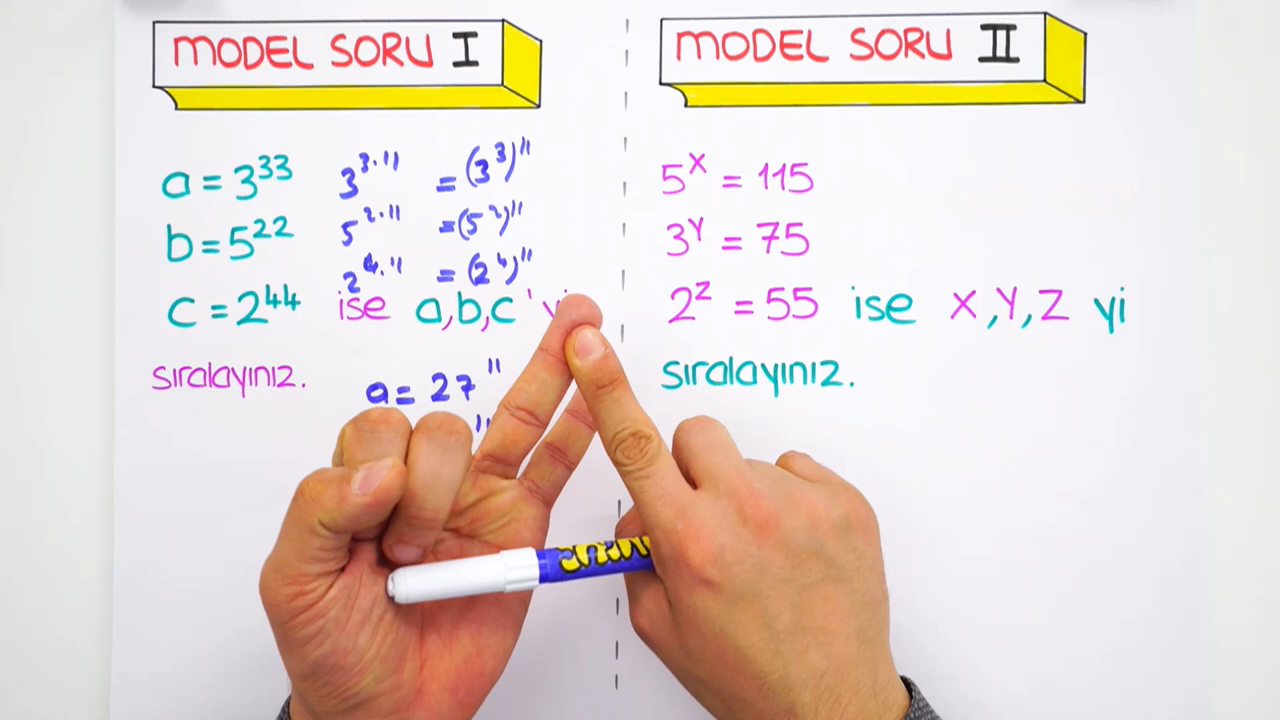 MODEL SORU I
a = 3^33 3^3.11 = (3^3)^11
b = 5^22 5^2.11 = (5^2)^11
2^4.11 = (2^4)^11
c = 2^44 ise a,b,c'yi
sıralayınız.
a = 27^11
11
MODEL SORU II
5^x = 115
3^Y = 75
2^z = 55 ise X,Y,Z yi
sıralayınız.